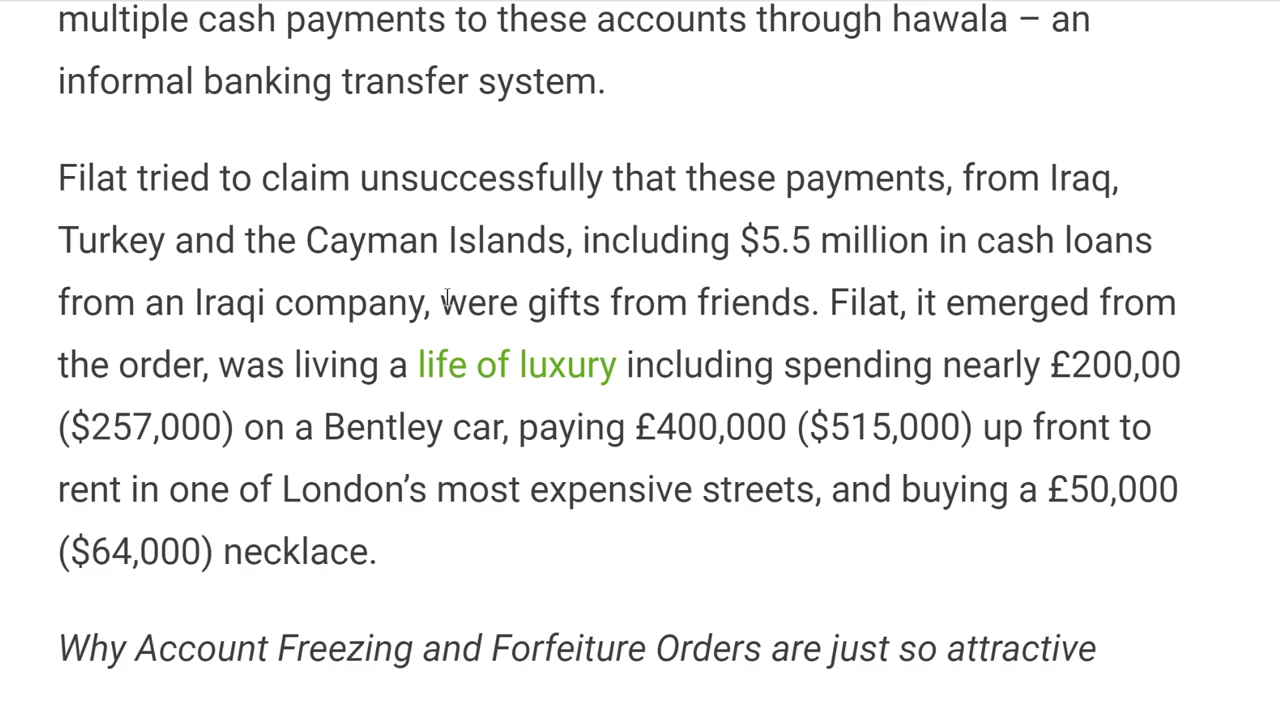 multiple cash payments to these accounts through hawala – an
informal banking transfer system.
Filat tried to claim unsuccessfully that these payments, from Iraq,
Turkey and the Cayman Islands, including $5.5 million in cash loans
from an Iraqi company, were gifts from friends. Filat, it emerged from
the order, was living a life of luxury including spending nearly £200,00
($257,000) on a Bentley car, paying £400,000 ($515,000) up front to
rent in one of London’s most expensive streets, and buying a £50,000
($64,000) necklace.
Why Account Freezing and Forfeiture Orders are just so attractive